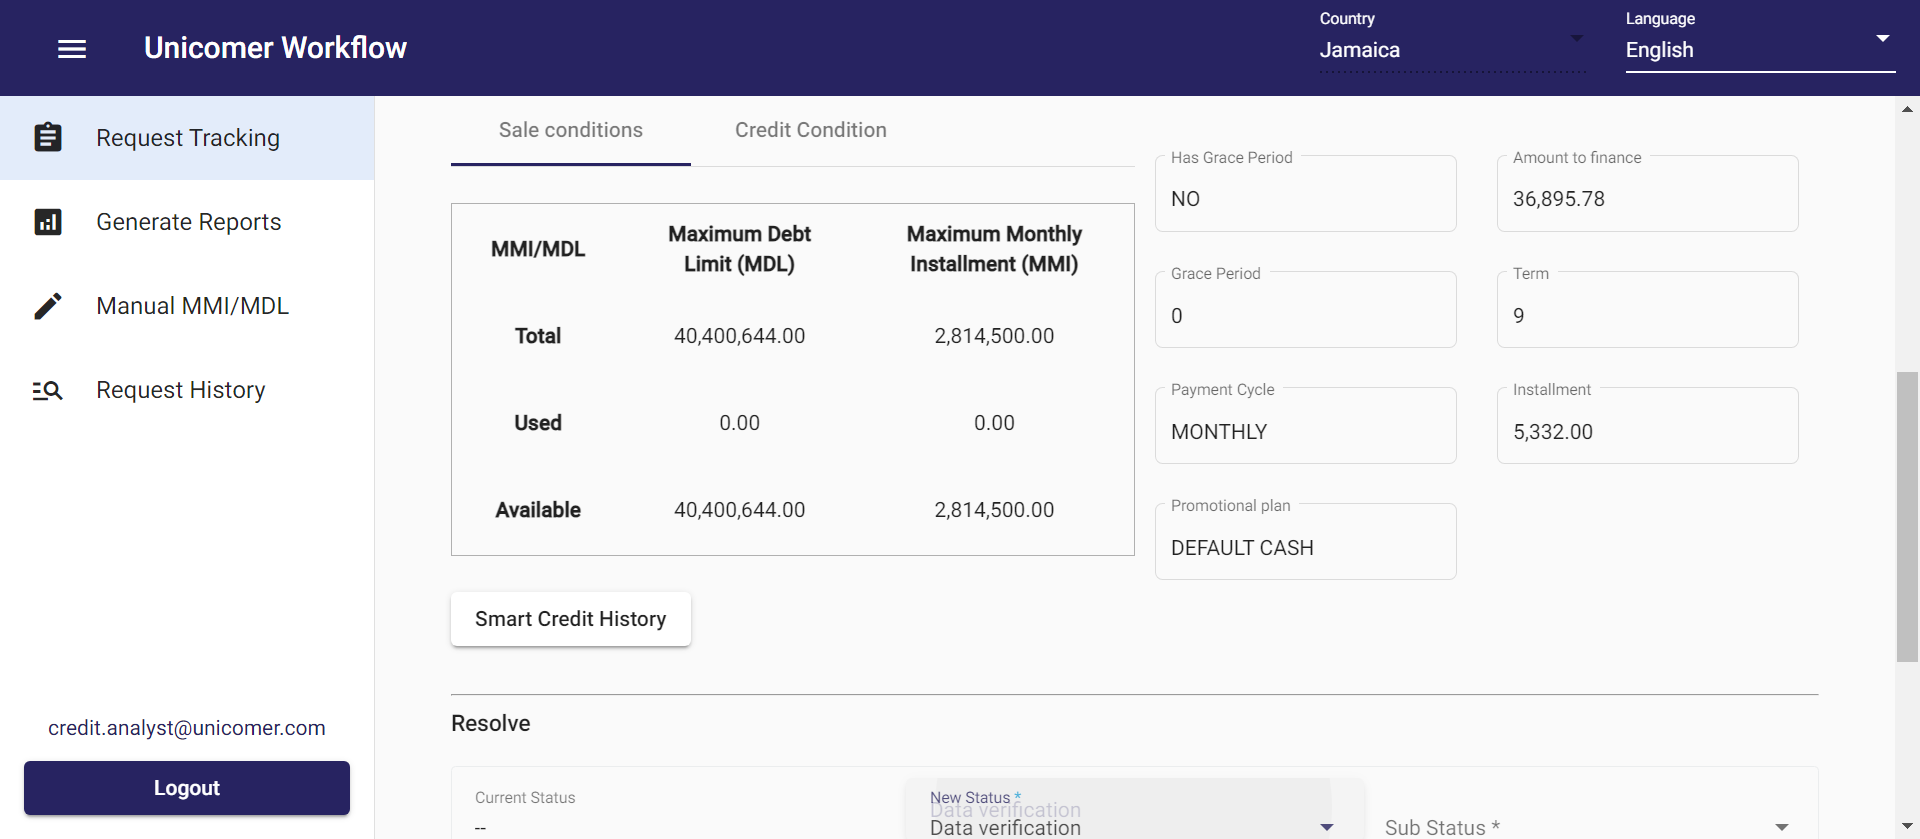 Unicomer Workflow
Country
Jamaica
Language
English
Request Tracking
Generate Reports
Manual MMI/MDL
Request History
credit.analyst@unicomer.com
Logout
Sale conditions
Credit Condition
MMI/MDL
Maximum Debt
Limit (MDL)
Maximum Monthly
Installment (MMI)
Total
40,400,644.00
2,814,500.00
Used
0.00
0.00
Available
40,400,644.00
2,814,500.00
Smart Credit History
Has Grace Period
NO
Amount to finance
36,895.78
Grace Period
0
Term
9
Payment Cycle
MONTHLY
Installment
5,332.00
Promotional plan
DEFAULT CASH
Resolve
Current Status
--
New Status *
Data verification
Data verification
Sub Status *